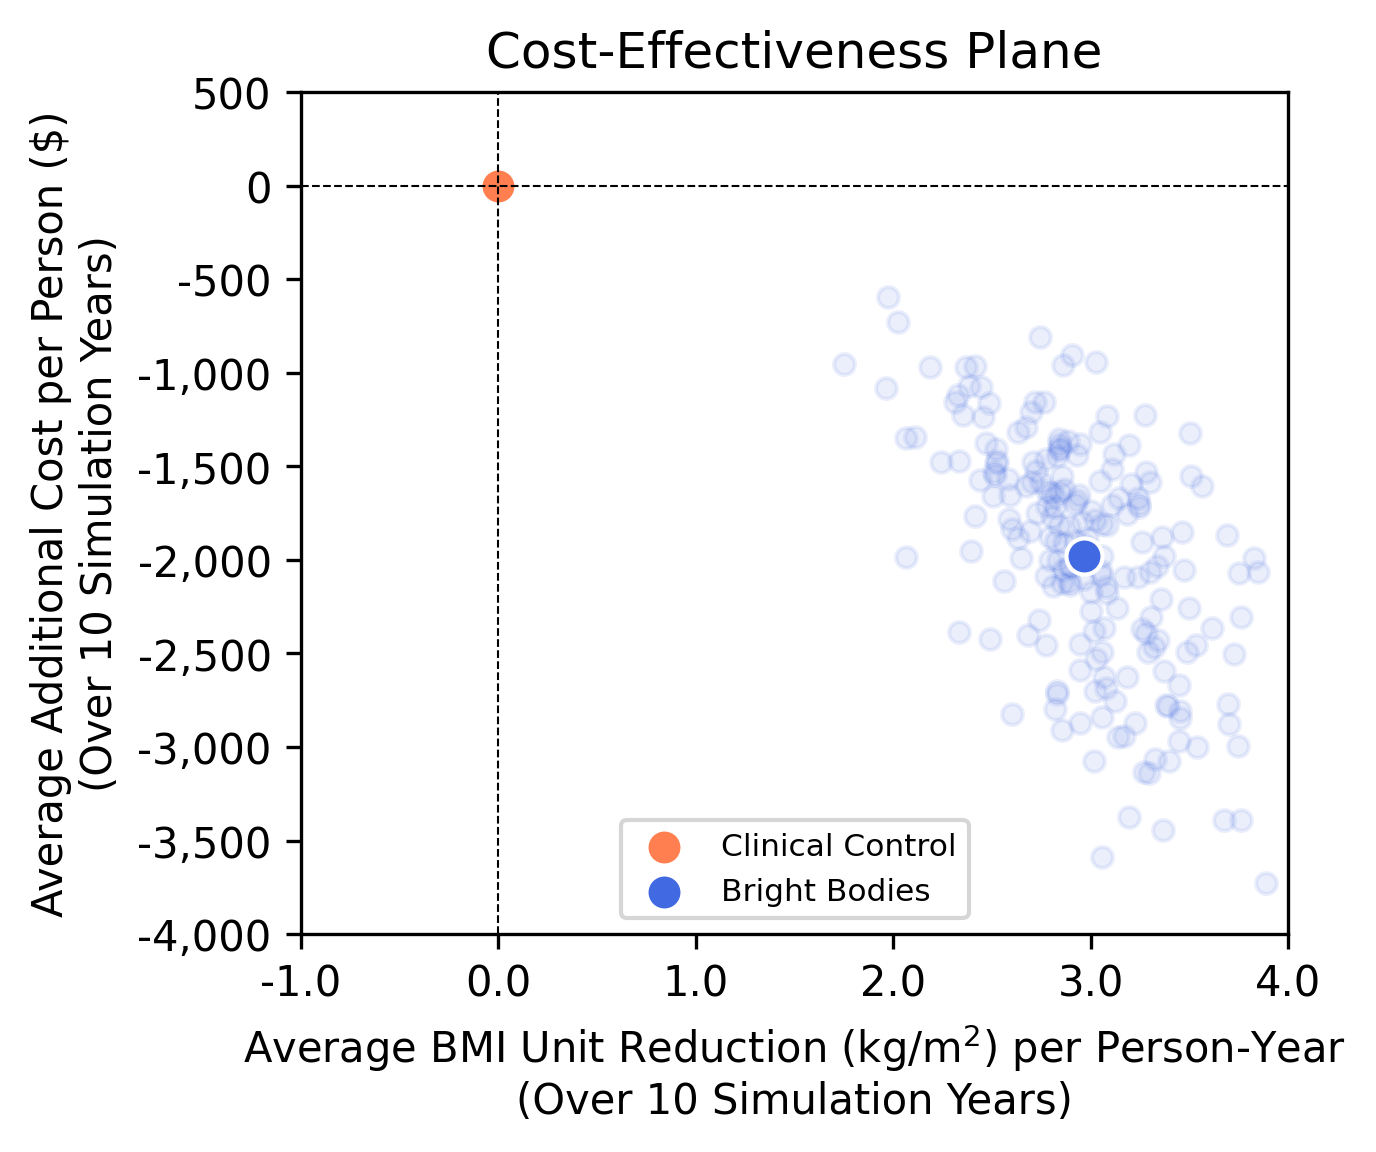 Cost-Effectiveness Plane
Average Additional Cost per Person ($)
(Over 10 Simulation Years)
500
0
-500
-1,000
-1,500
-2,000
-2,500
-3,000
-3,500
-4,000
Clinical Control
Bright Bodies
-1.0 0.0 1.0 2.0 3.0 4.0
Average BMI Unit Reduction (kg/m²) per Person-Year
(Over 10 Simulation Years)